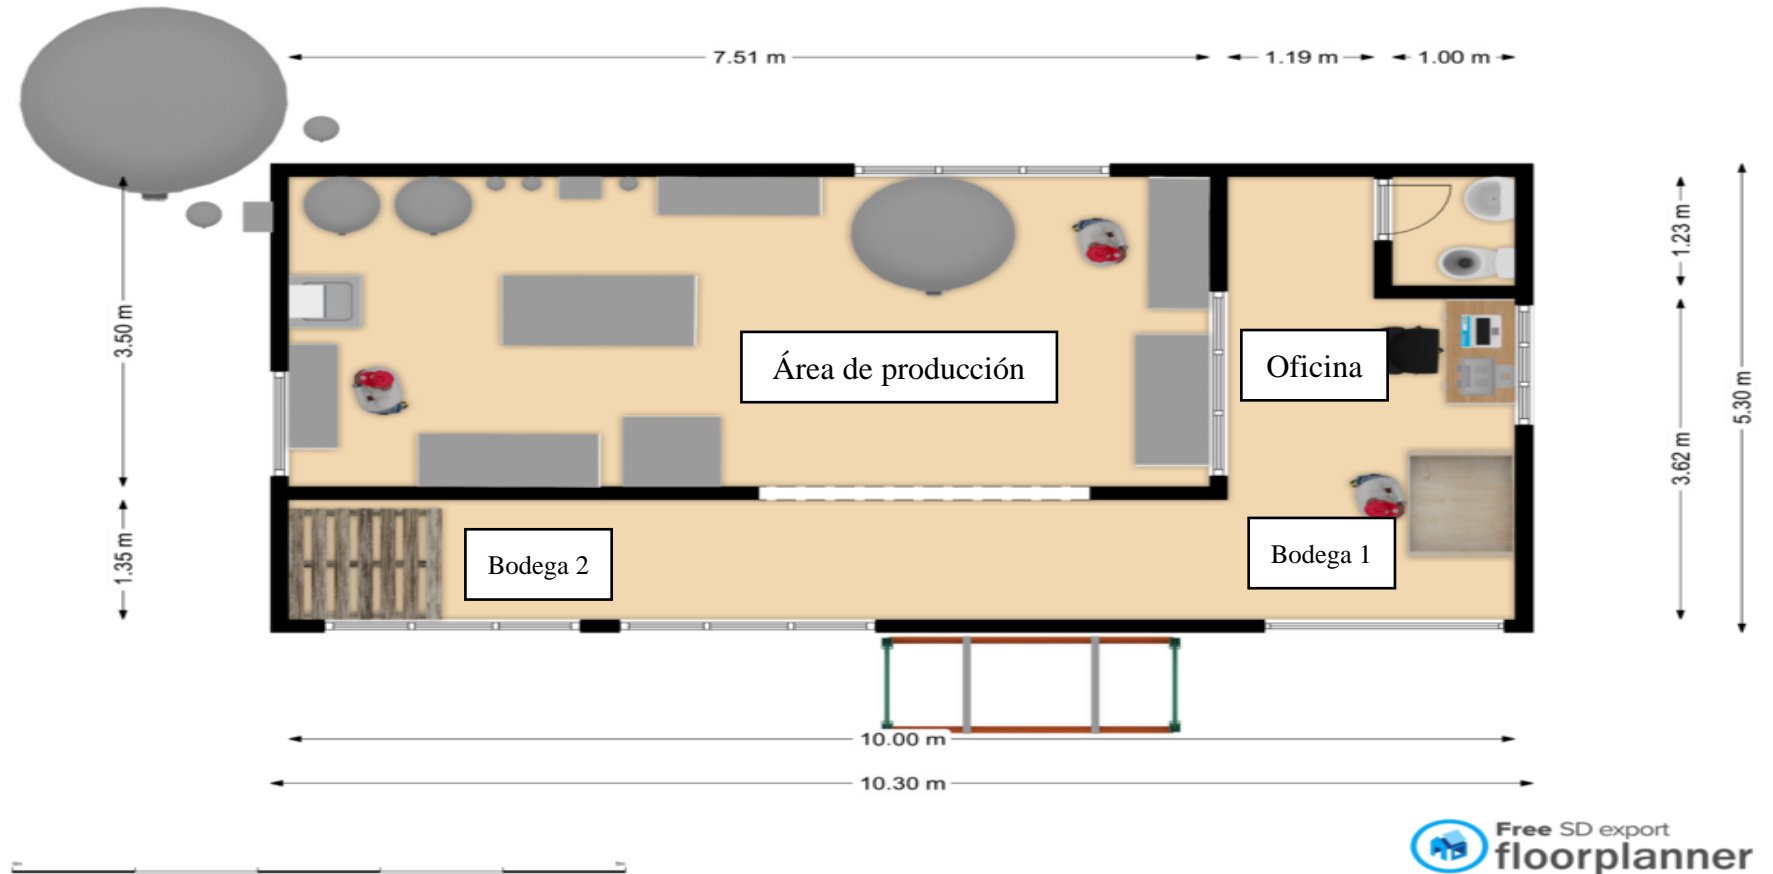 7.51 m
1.19 m
1.00 m
3.50 m
1.23 m
5.30 m
Área de producción
Oficina
3.62 m
1.35 m
Bodega 2
Bodega 1
10.00 m
10.30 m
Free SD export
floorplanner